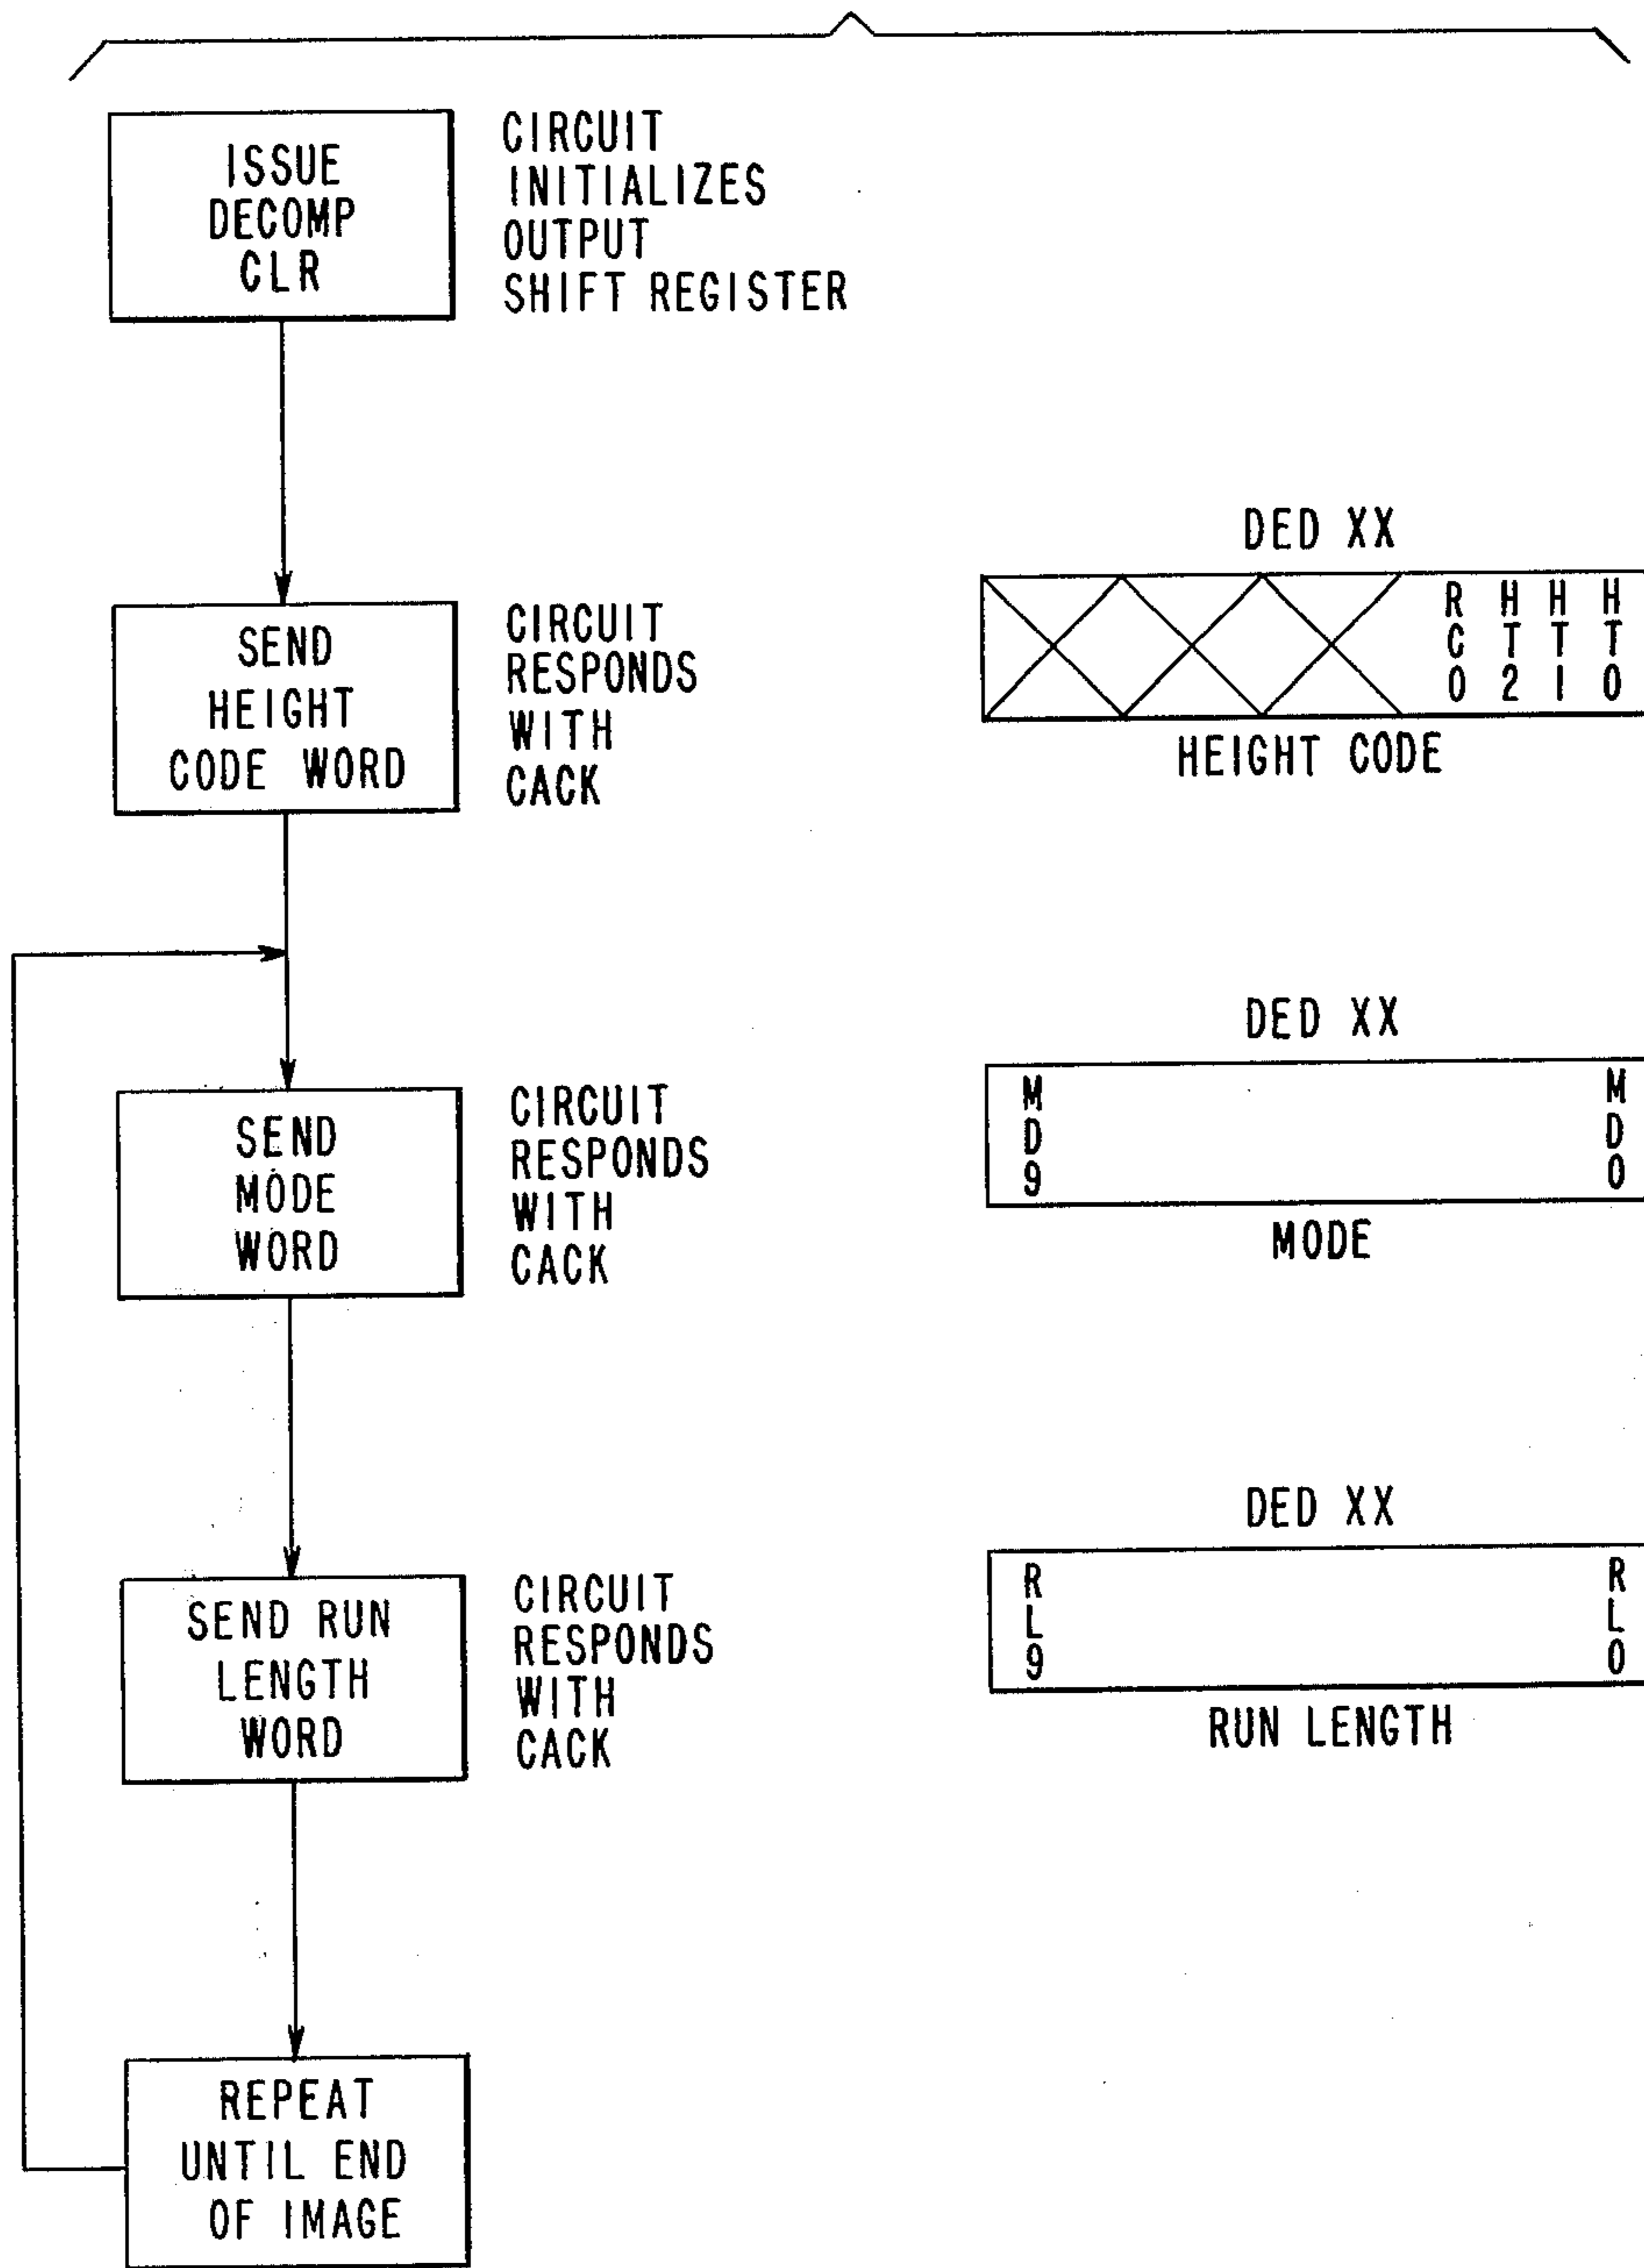 ISSUE
DECOMP
CLR
CIRCUIT
INITIALIZES
OUTPUT
SHIFT REGISTER
SEND
HEIGHT
CODE WORD
CIRCUIT
RESPONDS
WITH
CACK
DED XX
R H H H
C T T T
0 2 1 0
HEIGHT CODE
SEND
MODE
WORD
CIRCUIT
RESPONDS
WITH
CACK
DED XX
M M
D D
9 0
MODE
SEND RUN
LENGTH
WORD
CIRCUIT
RESPONDS
WITH
CACK
DED XX
R R
L L
9 0
RUN LENGTH
REPEAT
UNTIL END
OF IMAGE